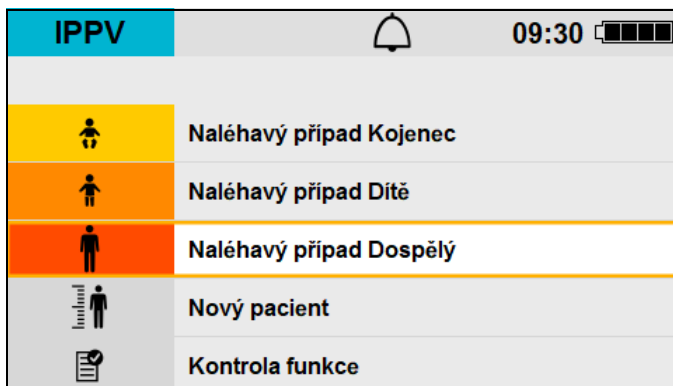 IPPV 09:30
Naléhavý případ Kojenec
Naléhavý případ Dítě
Naléhavý případ Dospělý
Nový pacient
Kontrola funkce